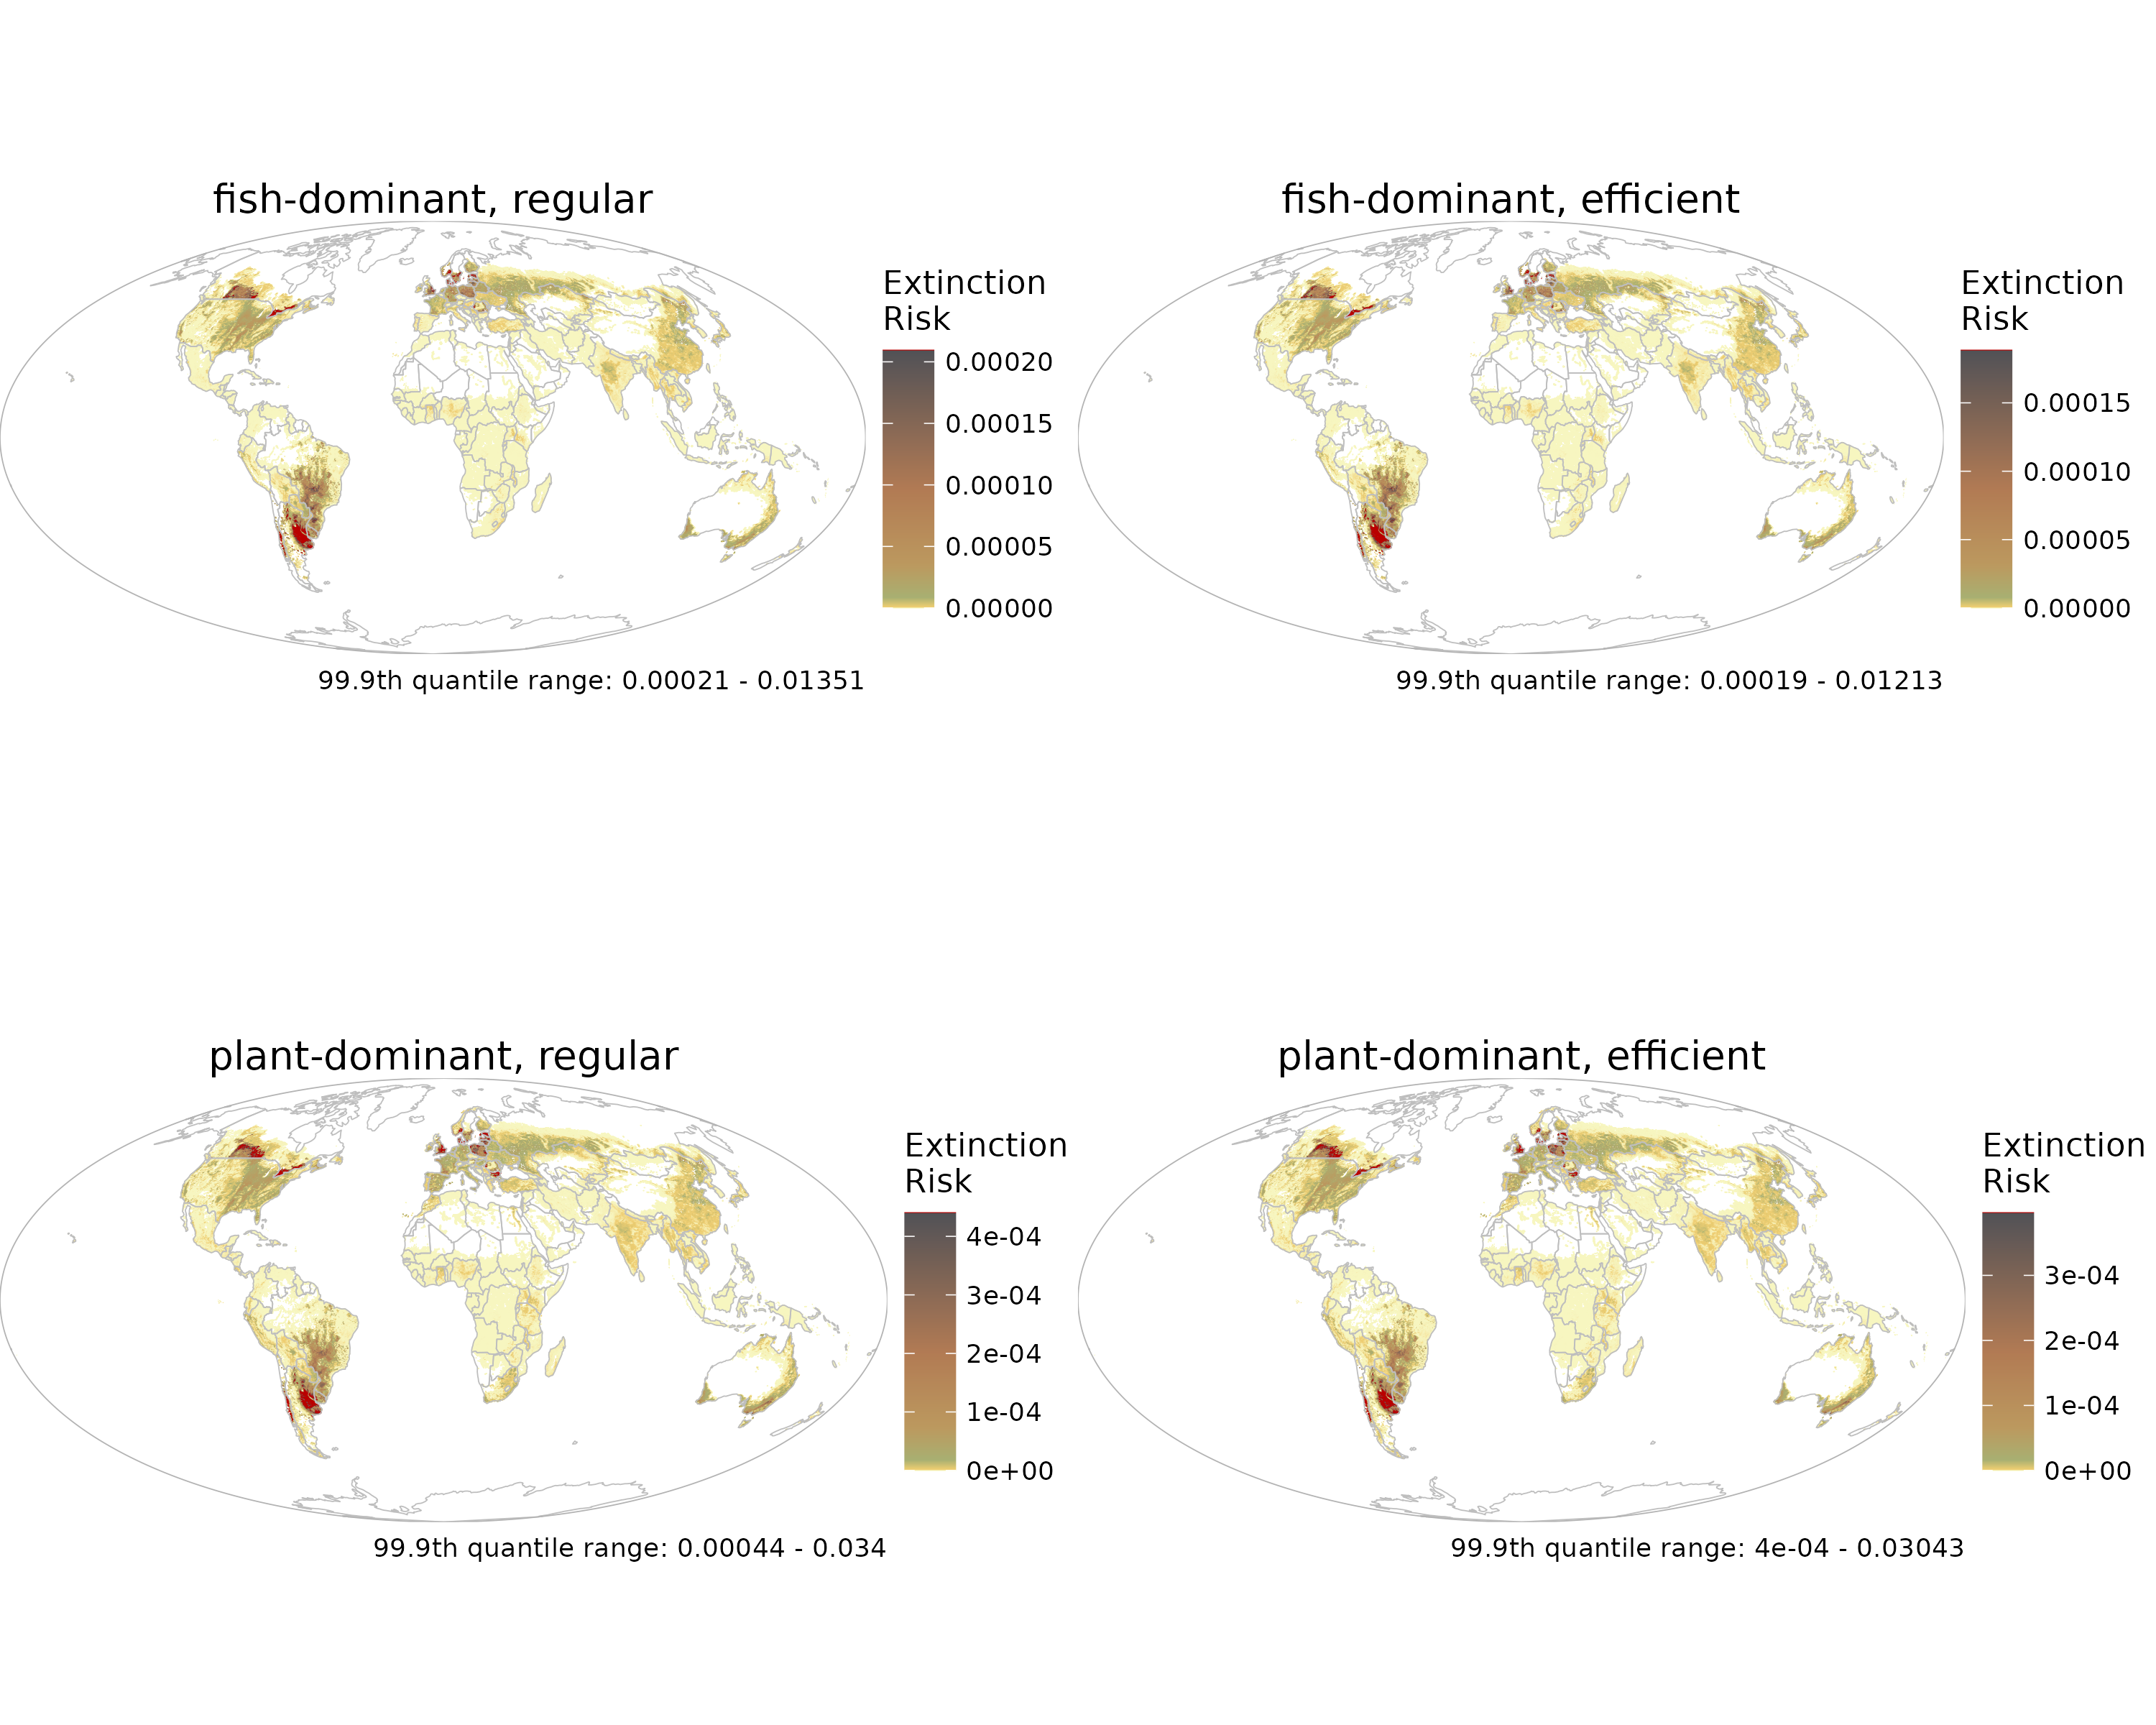 fish-dominant, regular
Extinction
Risk
0.00020
0.00015
0.00010
0.00005
0.00000
99.9th quantile range: 0.00021 - 0.01351
fish-dominant, efficient
Extinction
Risk
0.00015
0.00010
0.00005
0.00000
99.9th quantile range: 0.00019 - 0.01213
plant-dominant, regular
Extinction
Risk
4e-04
3e-04
2e-04
1e-04
0e+00
99.9th quantile range: 0.00044 - 0.034
plant-dominant, efficient
Extinction
Risk
3e-04
2e-04
1e-04
0e+00
99.9th quantile range: 4e-04 - 0.03043